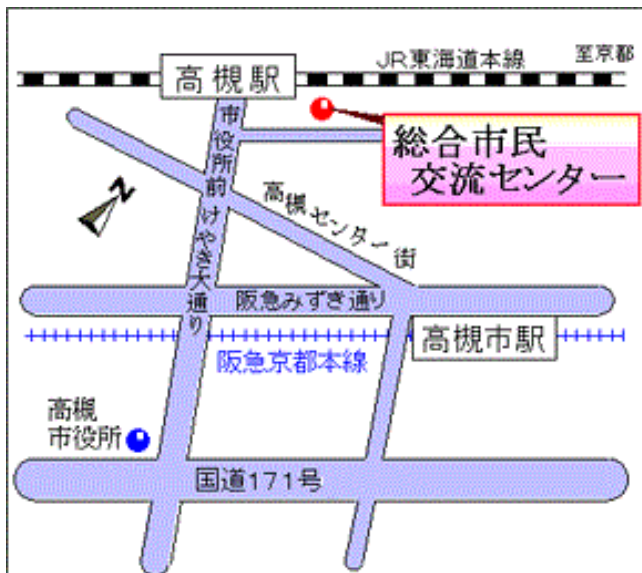 JR東海道本線
至京都
高槻駅
総合市民
交流センター
市役所前けやき大通り
N
高槻センター街
阪急みずき通り
高槻市駅
阪急京都本線
高槻
市役所
国道171号